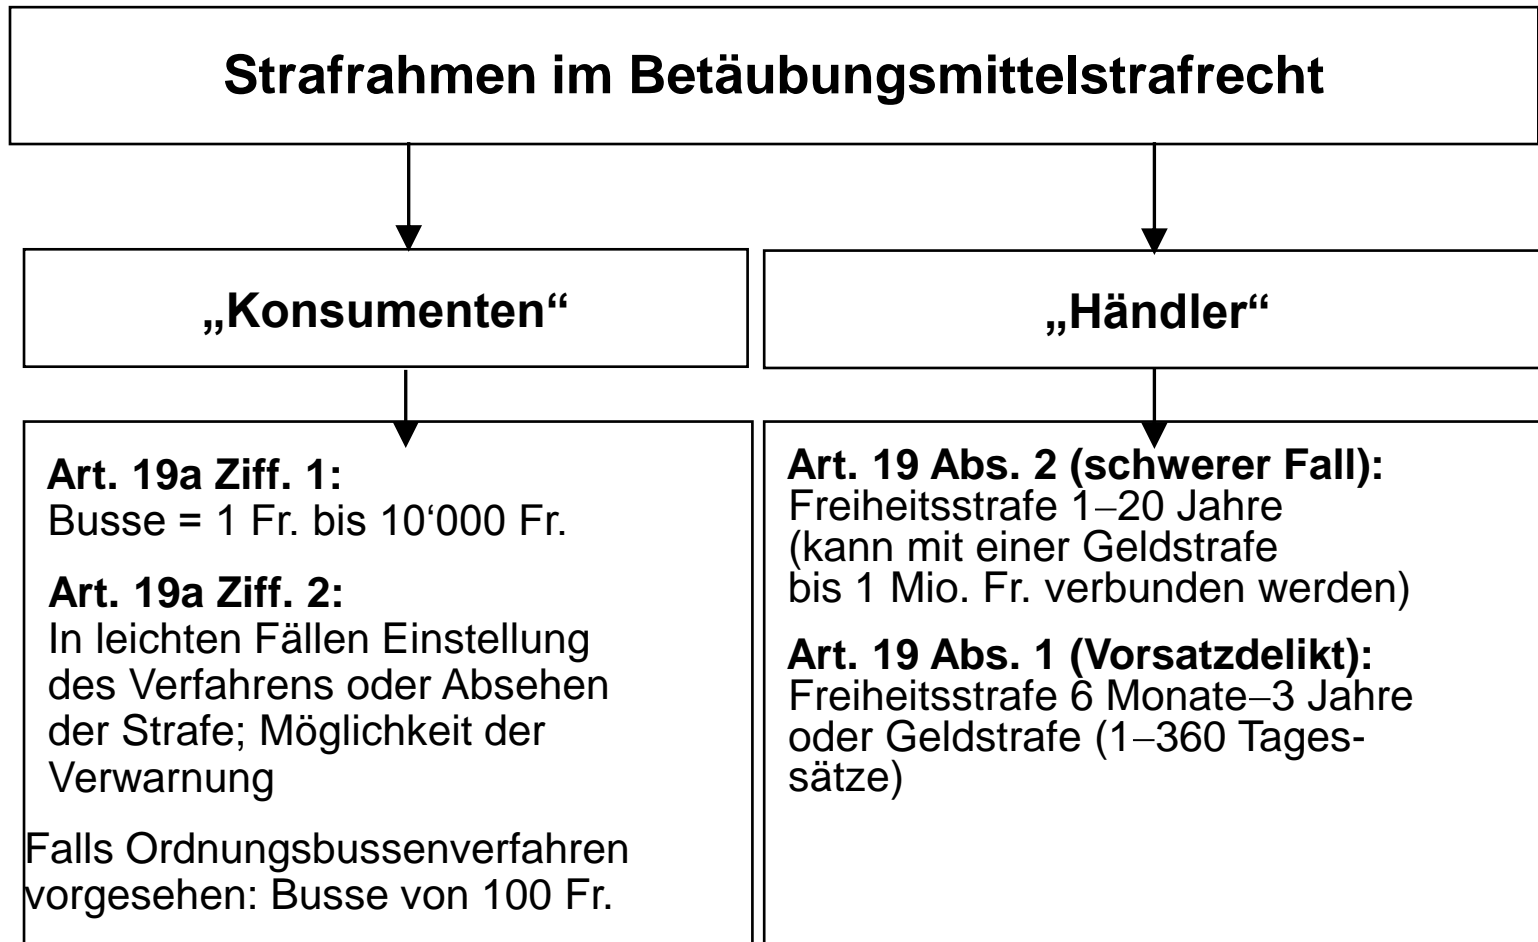 Strafrahmen im Betäubungsmittelstrafrecht
„Konsumenten“
Art. 19a Ziff. 1:
Busse = 1 Fr. bis 10‘000 Fr.
Art. 19a Ziff. 2:
In leichten Fällen Einstellung
des Verfahrens oder Absehen
der Strafe; Möglichkeit der
Verwarnung
Falls Ordnungsbussenverfahren
vorgesehen: Busse von 100 Fr.
„Händler“
Art. 19 Abs. 2 (schwerer Fall):
Freiheitsstrafe 1–20 Jahre
(kann mit einer Geldstrafe
bis 1 Mio. Fr. verbunden werden)
Art. 19 Abs. 1 (Vorsatzdelikt):
Freiheitsstrafe 6 Monate–3 Jahre
oder Geldstrafe (1–360 Tages-
sätze)